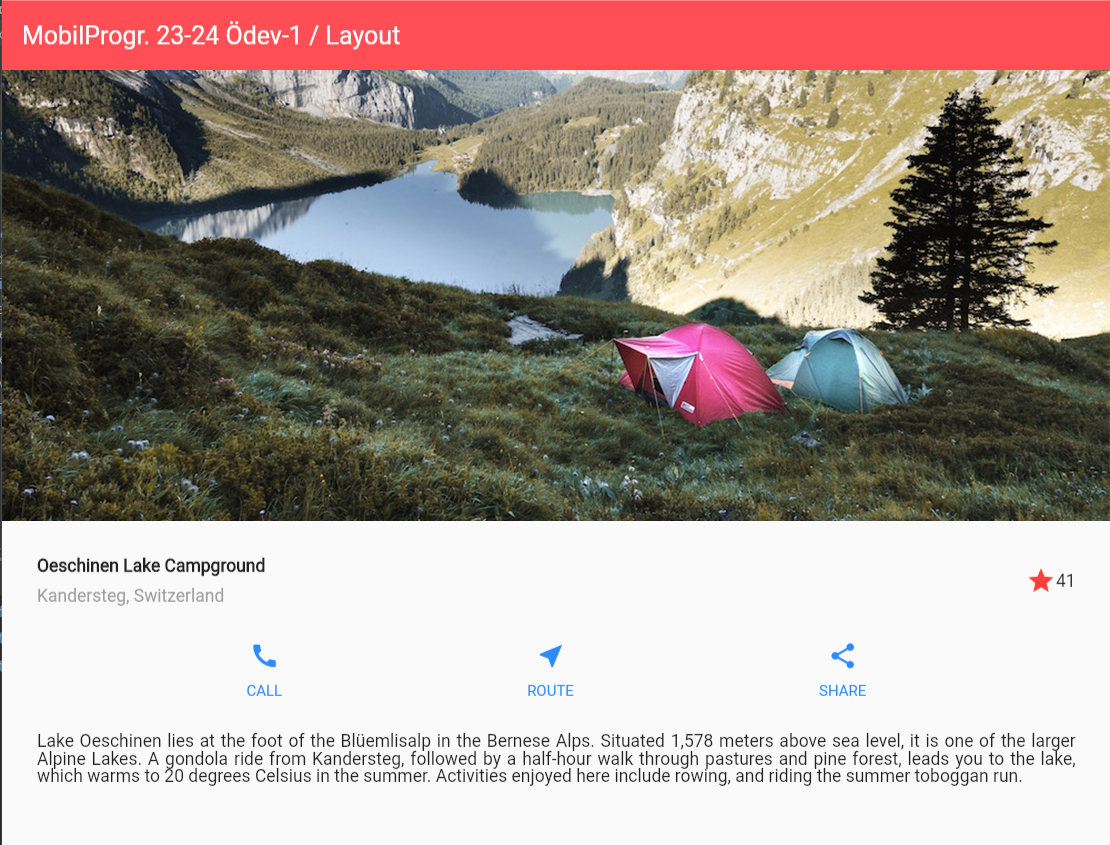 MobilProgr. 23-24 Ödev-1 / Layout
Oeschinen Lake Campground
41
Kandersteg, Switzerland
CALL
ROUTE
SHARE
Lake Oeschinen lies at the foot of the Blüemlisalp in the Bernese Alps. Situated 1,578 meters above sea level, it is one of the larger
Alpine Lakes. A gondola ride from Kandersteg, followed by a half-hour walk through pastures and pine forest, leads you to the lake,
which warms to 20 degrees Celsius in the summer. Activities enjoyed here include rowing, and riding the summer toboggan run.